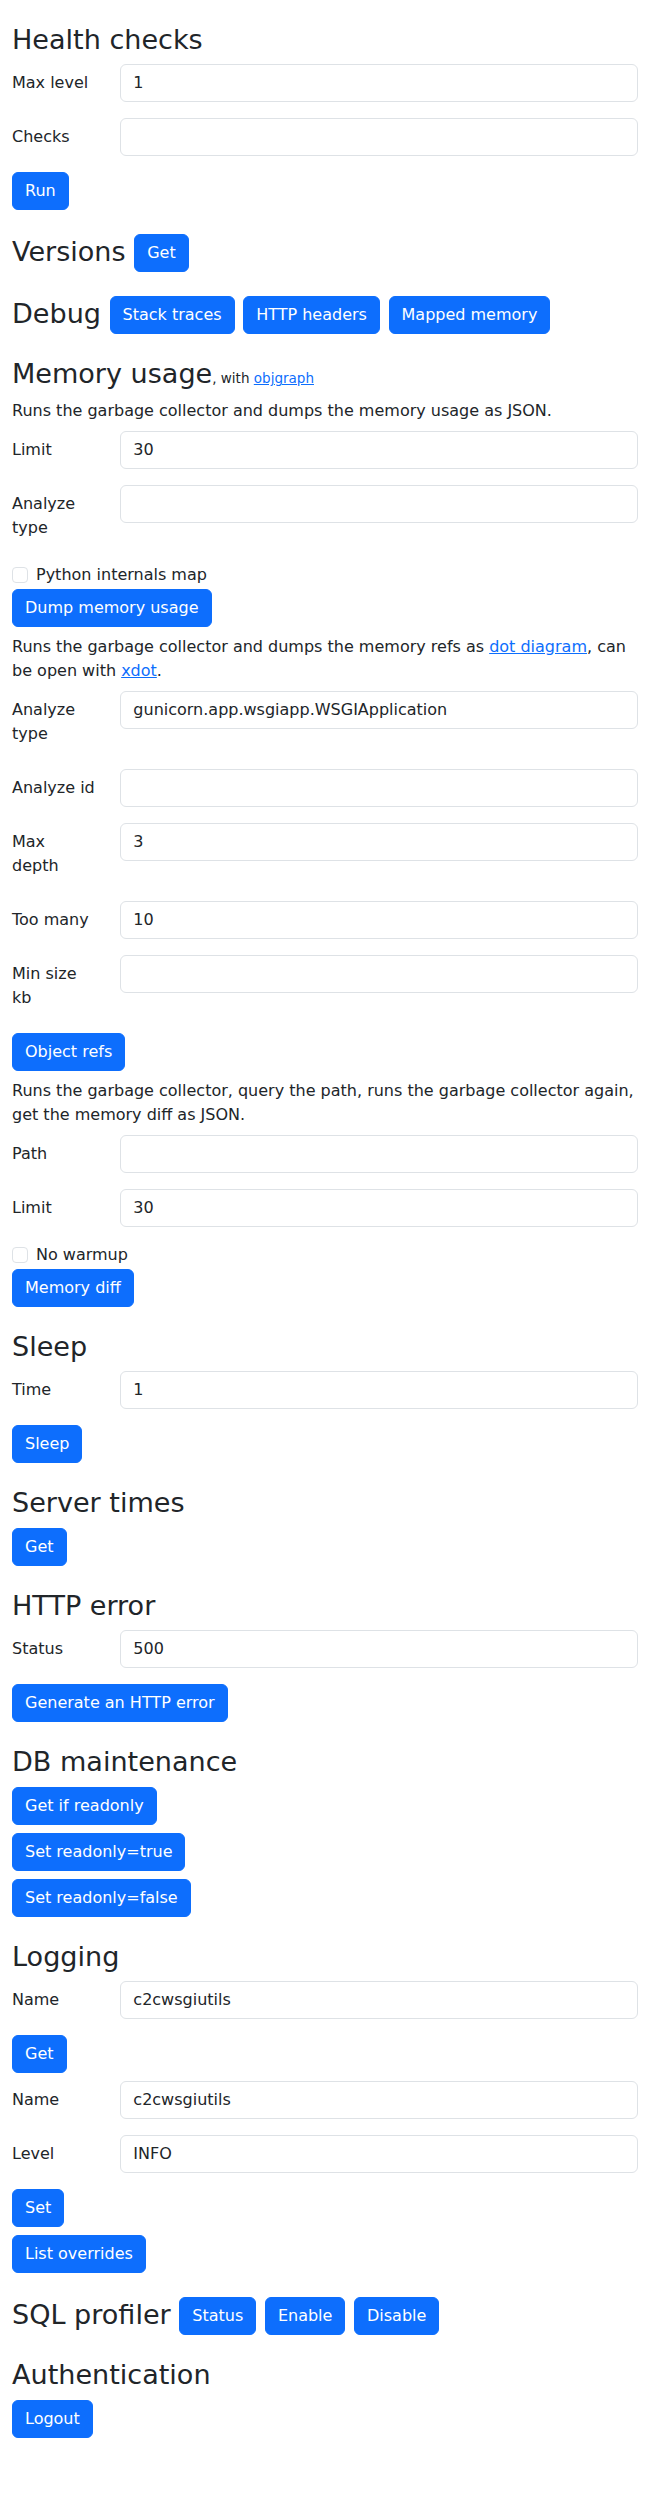 Health checks
Max level 1
Checks
Run
Versions Get
Debug Stack traces HTTP headers Mapped memory
Memory usage, with objgraph
Runs the garbage collector and dumps the memory usage as JSON.
Limit 30
Analyze
type
Python internals map
Dump memory usage
Runs the garbage collector and dumps the memory refs as dot diagram, can
be open with xdot.
Analyze gunicorn.app.wsgiapp.WSGIApplication
type
Analyze id
Max 3
depth
Too many 10
Min size
kb
Object refs
Runs the garbage collector, query the path, runs the garbage collector again,
get the memory diff as JSON.
Path
Limit 30
No warmup
Memory diff
Sleep
Time 1
Sleep
Server times
Get
HTTP error
Status 500
Generate an HTTP error
DB maintenance
Get if readonly
Set readonly=true
Set readonly=false
Logging
Name c2cwsgiutils
Get
Name c2cwsgiutils
Level INFO
Set
List overrides
SQL profiler Status Enable Disable
Authentication
Logout